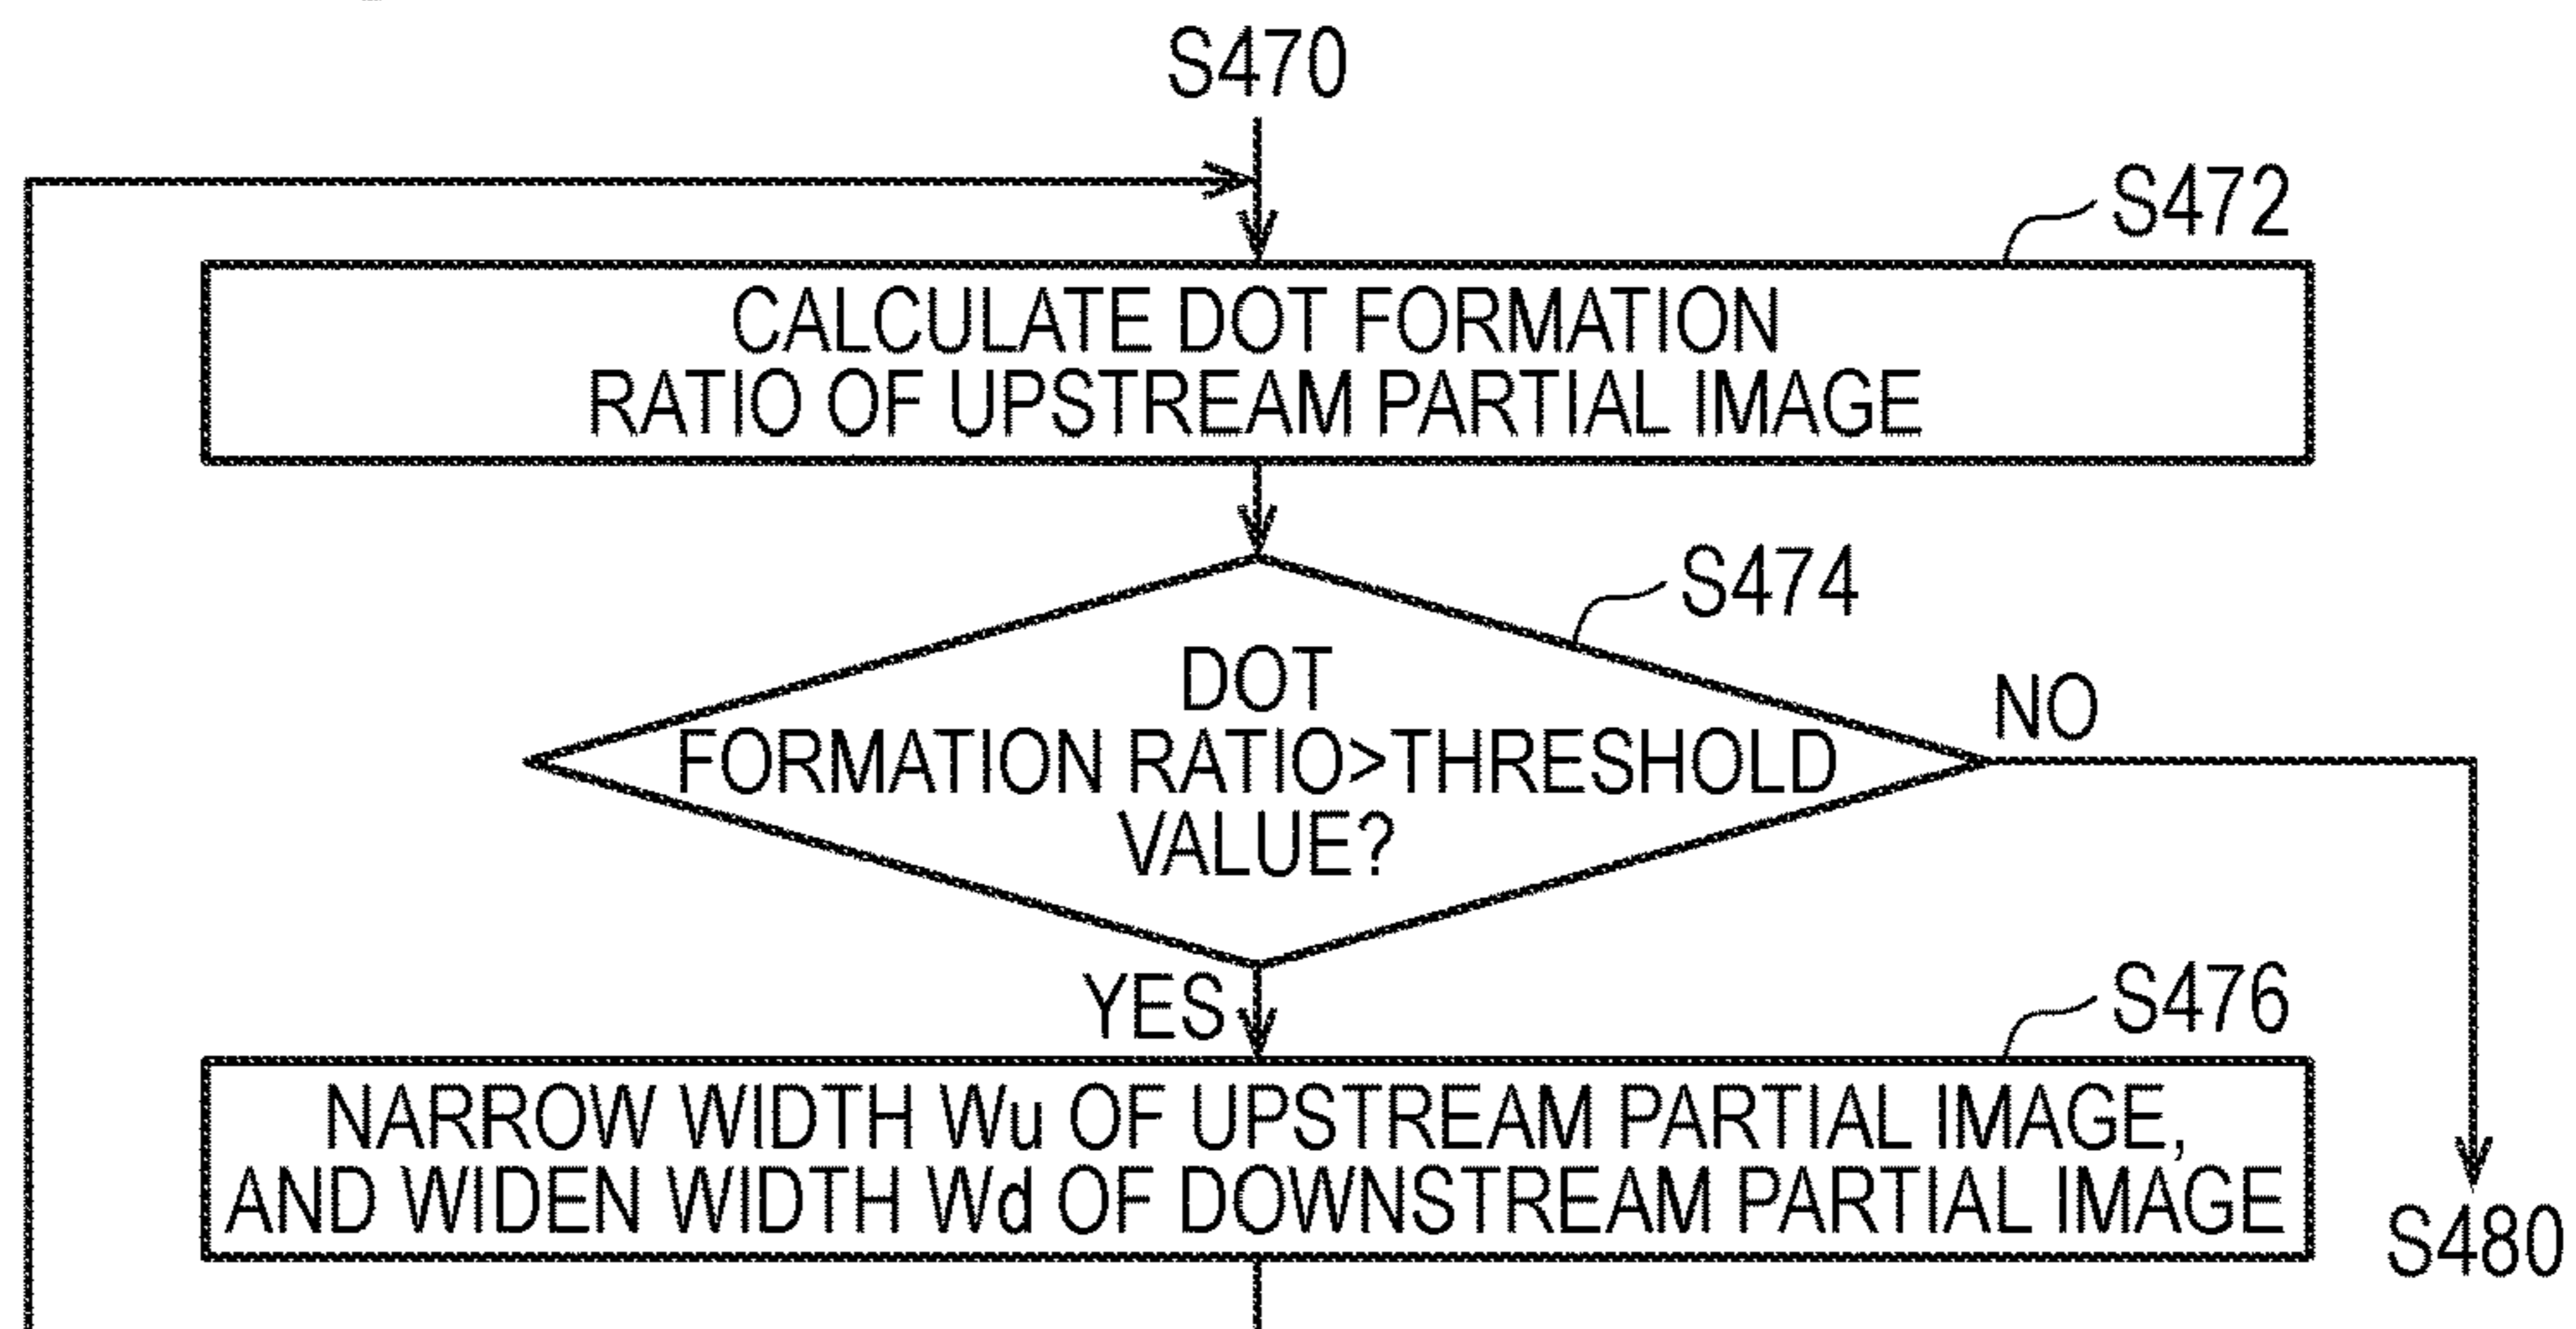 S470
S472
CALCULATE DOT FORMATION
RATIO OF UPSTREAM PARTIAL IMAGE
S474
DOT
FORMATION RATIO>THRESHOLD
VALUE?
NO
YES
S476
NARROW WIDTH Wu OF UPSTREAM PARTIAL IMAGE,
AND WIDEN WIDTH Wd OF DOWNSTREAM PARTIAL IMAGE
S480